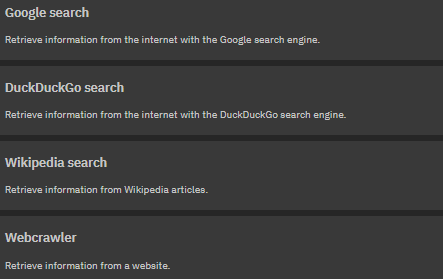 Google search
Retrieve information from the internet with the Google search engine.
DuckDuckGo search
Retrieve information from the internet with the DuckDuckGo search engine.
Wikipedia search
Retrieve information from Wikipedia articles.
Webcrawler
Retrieve information from a website.